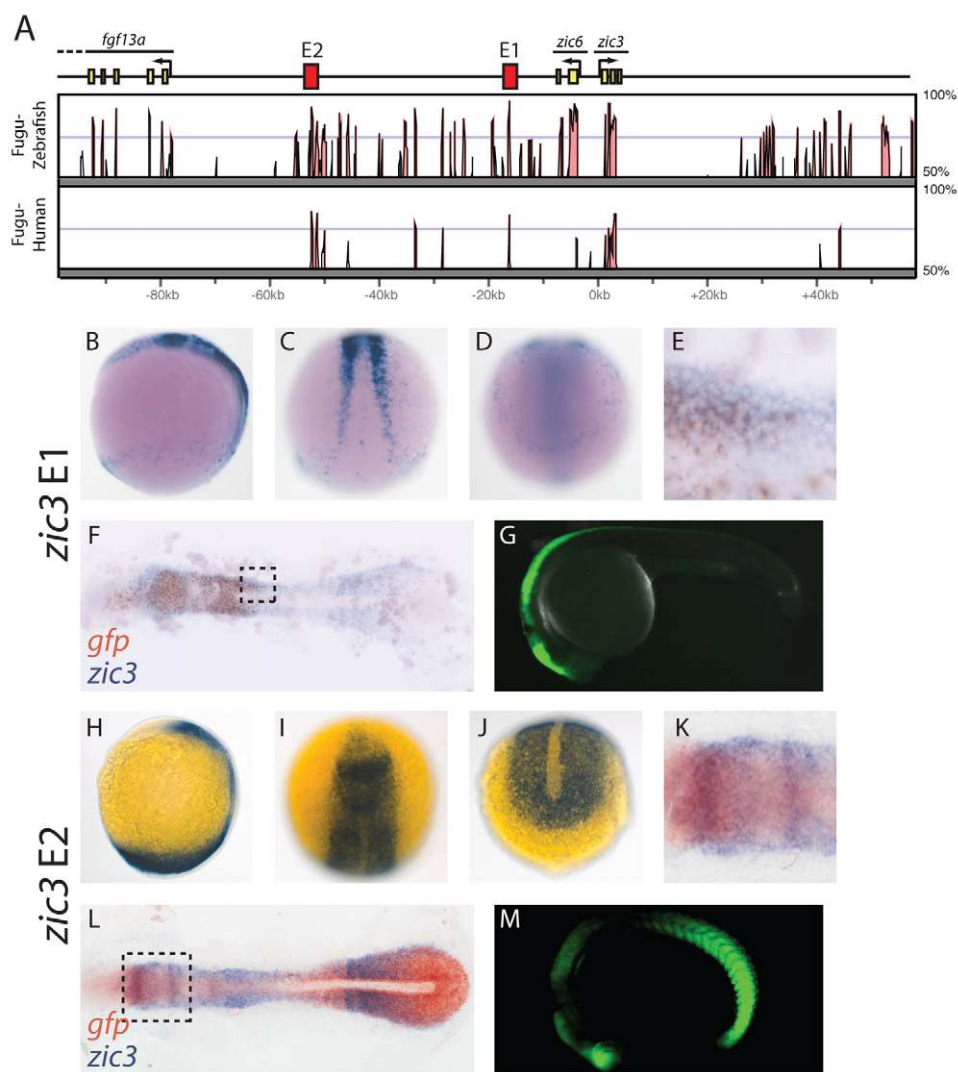 A
fgf13a
E2
E1
zic6
zic3
Fugu-
Zebrafish
100%
50%
Fugu-
Human
100%
50%
-80kb
-60kb
-40kb
-20kb
0kb
+20kb
+40kb
zic3 E1
B
C
D
E
F
gfp
zic3
G
zic3 E2
H
I
J
K
L
gfp
zic3
M